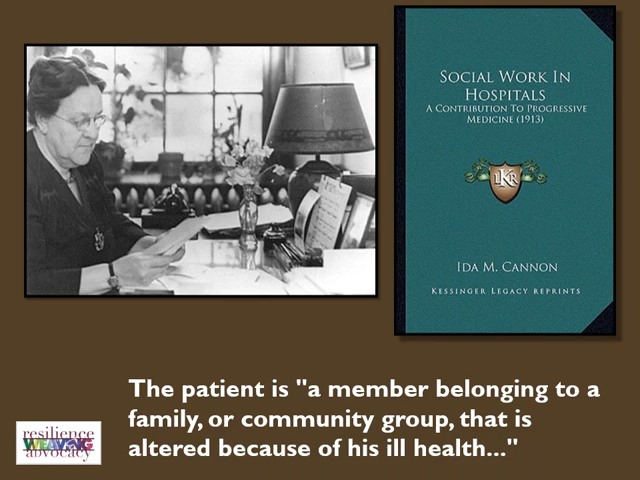 Social Work In
Hospitals
A Contribution To Progressive
Medicine (1913)
LKR
Ida M. Cannon
Kessinger Legacy reprints
The patient is "a member belonging to a
family, or community group, that is
altered because of his ill health..."
resilience
WEAVING
advocacy